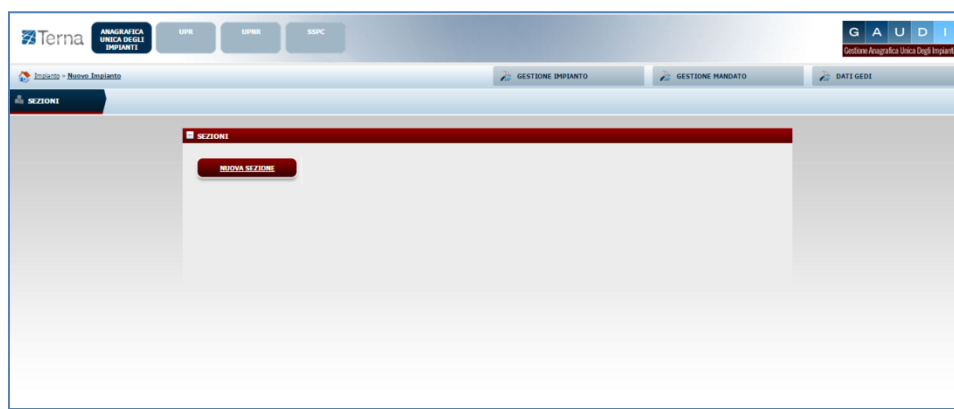 Terna
ANAGRAFICA
UNICA DEGLI
IMPIANTI
UPR
UPNR
SSPC
G A U D I
Gestione Anagrafica Unica Degli Impianti
Impianto > Nuovo Impianto
GESTIONE IMPIANTO
GESTIONE MANDATO
DATI GEDI
SEZIONI
SEZIONI
NUOVA SEZIONE